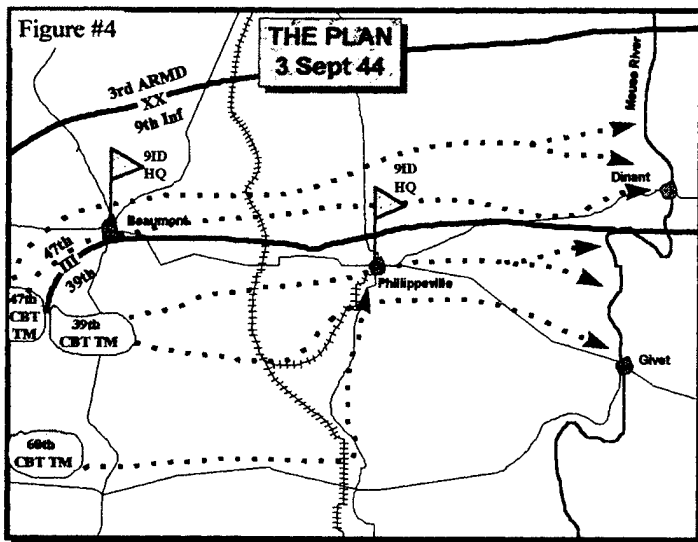 Figure #4
THE PLAN
3 Sept 44
3rd ARMD
XX
9th Inf
Meuse River
9ID
HQ
9ID
HQ
Dinant
Beaumont
47th
III
39th
Phillippeville
47th
CBT
TM
39th
CBT TM
Givet
60th
CBT TM